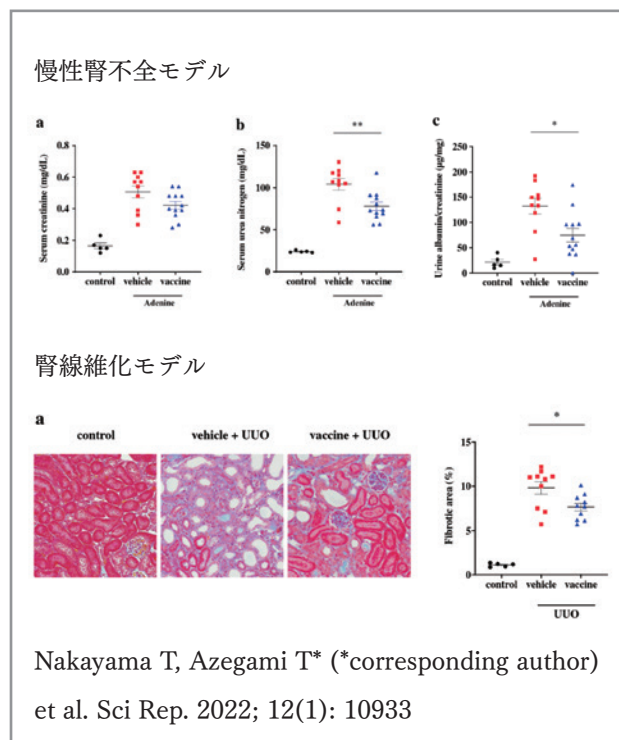 慢性腎不全モデル
a
Serum creatinine (mg/dL)
0.8
0.6
0.4
0.2
0.0
control vehicle vaccine
Adenine
b
**
Serum urea nitrogen (mg/dL)
150
100
50
0
control vehicle vaccine
Adenine
c
*
Urine albumin/creatinine (μg/mg)
250
200
150
100
50
0
control vehicle vaccine
Adenine
腎線維化モデル
a
control vehicle + UUO vaccine + UUO
*
Fibrotic area (%)
15
10
5
0
control vehicle vaccine
UUO
Nakayama T, Azegami T* (*corresponding author)
et al. Sci Rep. 2022; 12(1): 10933